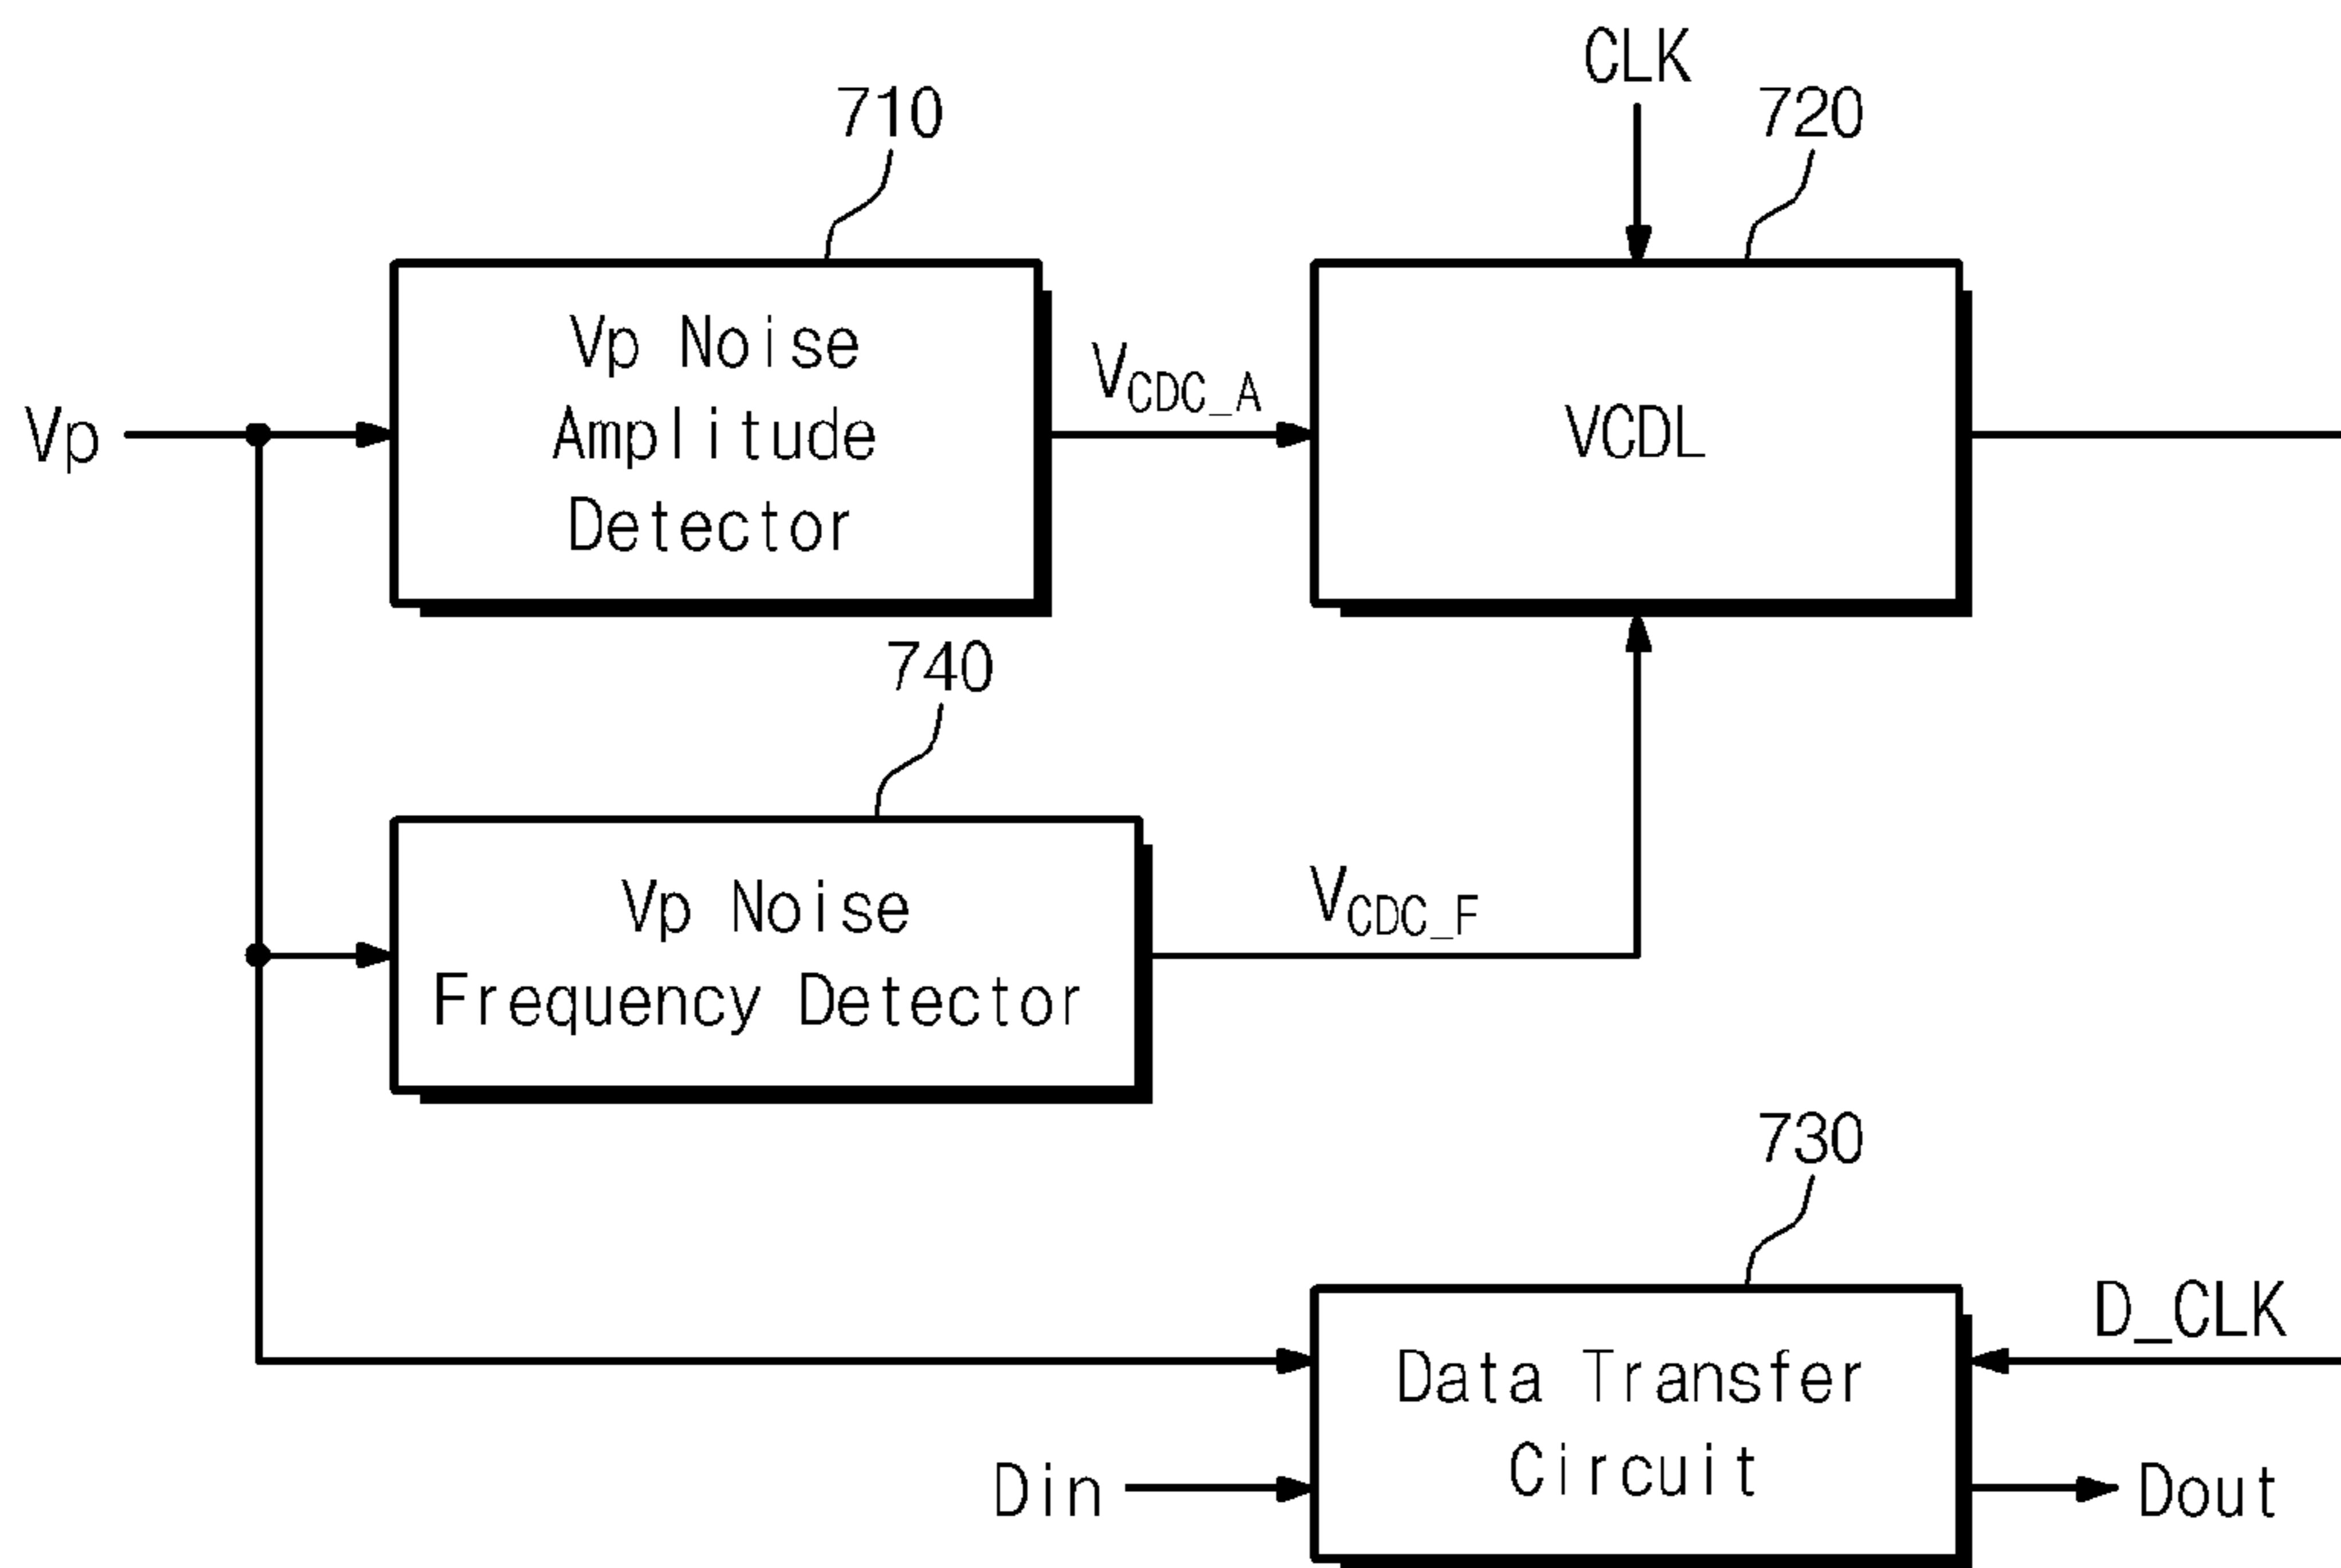 CLK
710
720
Vp
Vp Noise
Amplitude
Detector
VCDC_A
VCDL
740
Vp Noise
Frequency Detector
VCDC_F
730
D_CLK
Data Transfer
Circuit
Din
Dout